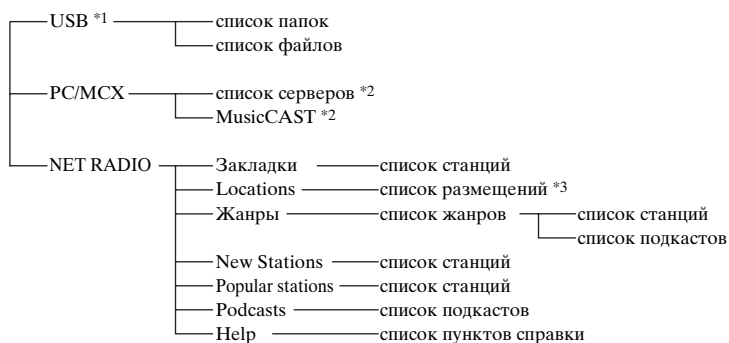 USB *1 список папок
список файлов
PC/MCX список серверов *2
MusicCAST *2
NET RADIO Закладки список станций
Locations список размещений *3
Жанры список жанров список станций
список подкастов
New Stations список станций
Popular stations список станций
Podcasts список подкастов
Help список пунктов справки